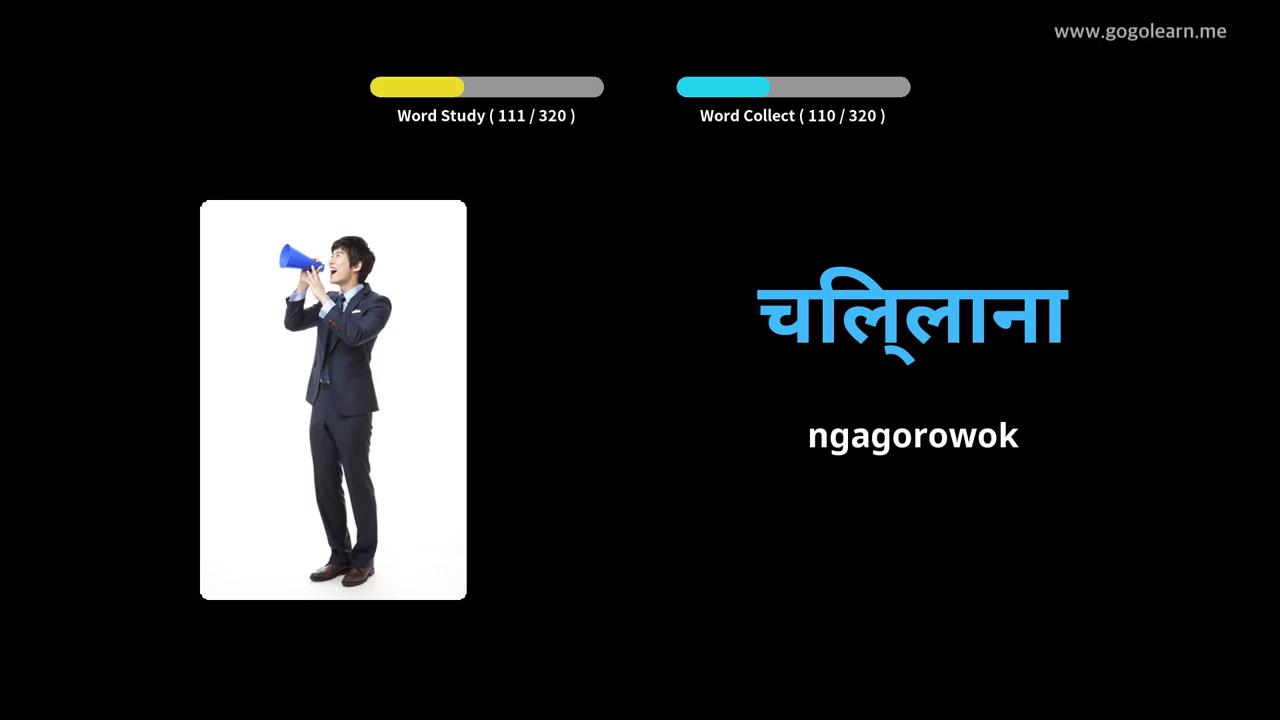 www.gogolearn.me
Word Study ( 111 / 320 )
Word Collect ( 110 / 320 )
चलि्लाना
ngagorowok